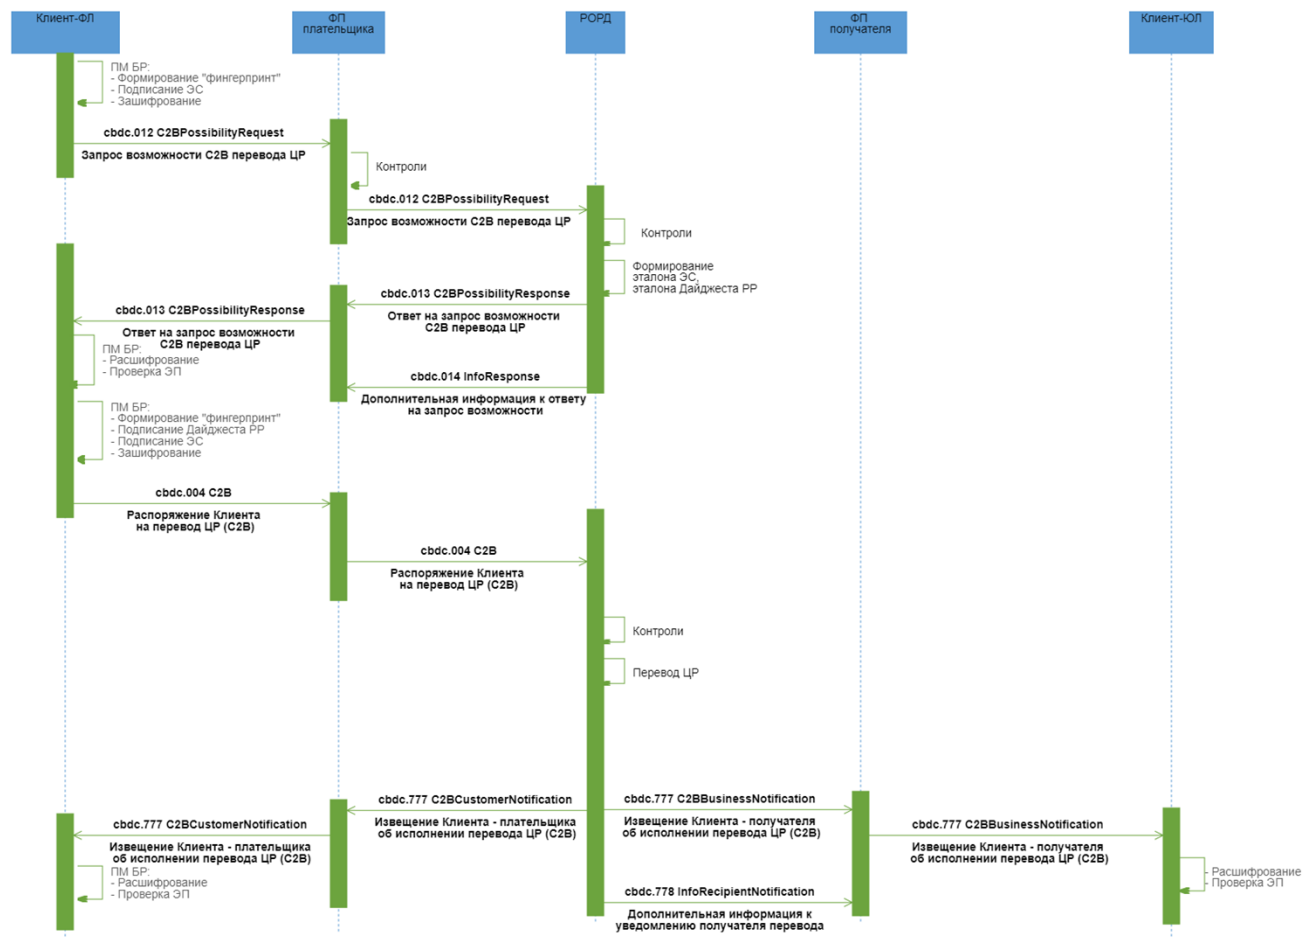 Клиент-ФЛ
ФП
плательщика
РОРД
ФП
получателя
Клиент-ЮЛ
ПМ БР:
- Формирование "фингерпринт"
- Подписание ЭС
- Зашифрование
cbdc.012 C2BPossibilityRequest
Запрос возможности C2B перевода ЦР
Контроли
cbdc.012 C2BPossibilityRequest
Запрос возможности C2B перевода ЦР
Контроли
Формирование
эталона ЭС,
эталона Дайджеста РР
cbdc.013 C2BPossibilityResponse
Ответ на запрос возможности
C2B перевода ЦР
cbdc.013 C2BPossibilityResponse
Ответ на запрос возможности
C2B перевода ЦР
ПМ БР:
- Расшифрование
- Проверка ЭП
cbdc.014 InfoResponse
Дополнительная информация к ответу
на запрос возможности
ПМ БР:
- Формирование "фингерпринт"
- Подписание Дайджеста РР
- Подписание ЭС
- Зашифрование
cbdc.004 C2B
Распоряжение Клиента
на перевод ЦР (C2B)
cbdc.004 C2B
Распоряжение Клиента
на перевод ЦР (C2B)
Контроли
Перевод ЦР
cbdc.777 C2BCustomerNotification
Извещение Клиента - плательщика
об исполнении перевода ЦР (C2B)
cbdc.777 C2BBusinessNotification
Извещение Клиента - получателя
об исполнении перевода ЦР (C2B)
cbdc.777 C2BCustomerNotification
Извещение Клиента - плательщика
об исполнении перевода ЦР (C2B)
cbdc.777 C2BBusinessNotification
Извещение Клиента - получателя
об исполнении перевода ЦР (C2B)
ПМ БР:
- Расшифрование
- Проверка ЭП
- Расшифрование
- Проверка ЭП
cbdc.778 InfoRecipientNotification
Дополнительная информация к
уведомлению получателя перевода